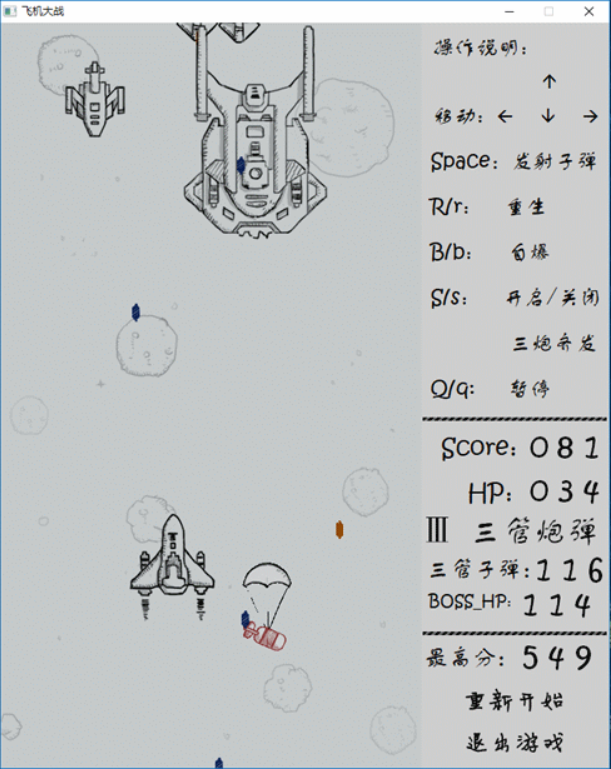 飞机大战
操作说明：
↑
移动：← ↓ →
Space: 发射子弹
R/r: 重生
B/b: 自爆
S/s: 开启/关闭
三炮齐发
Q/q: 暂停
Score: 081
HP: 034
Ⅲ 三管炮弹
三管子弹: 116
BOSS_HP: 114
最高分: 549
重新开始
退出游戏